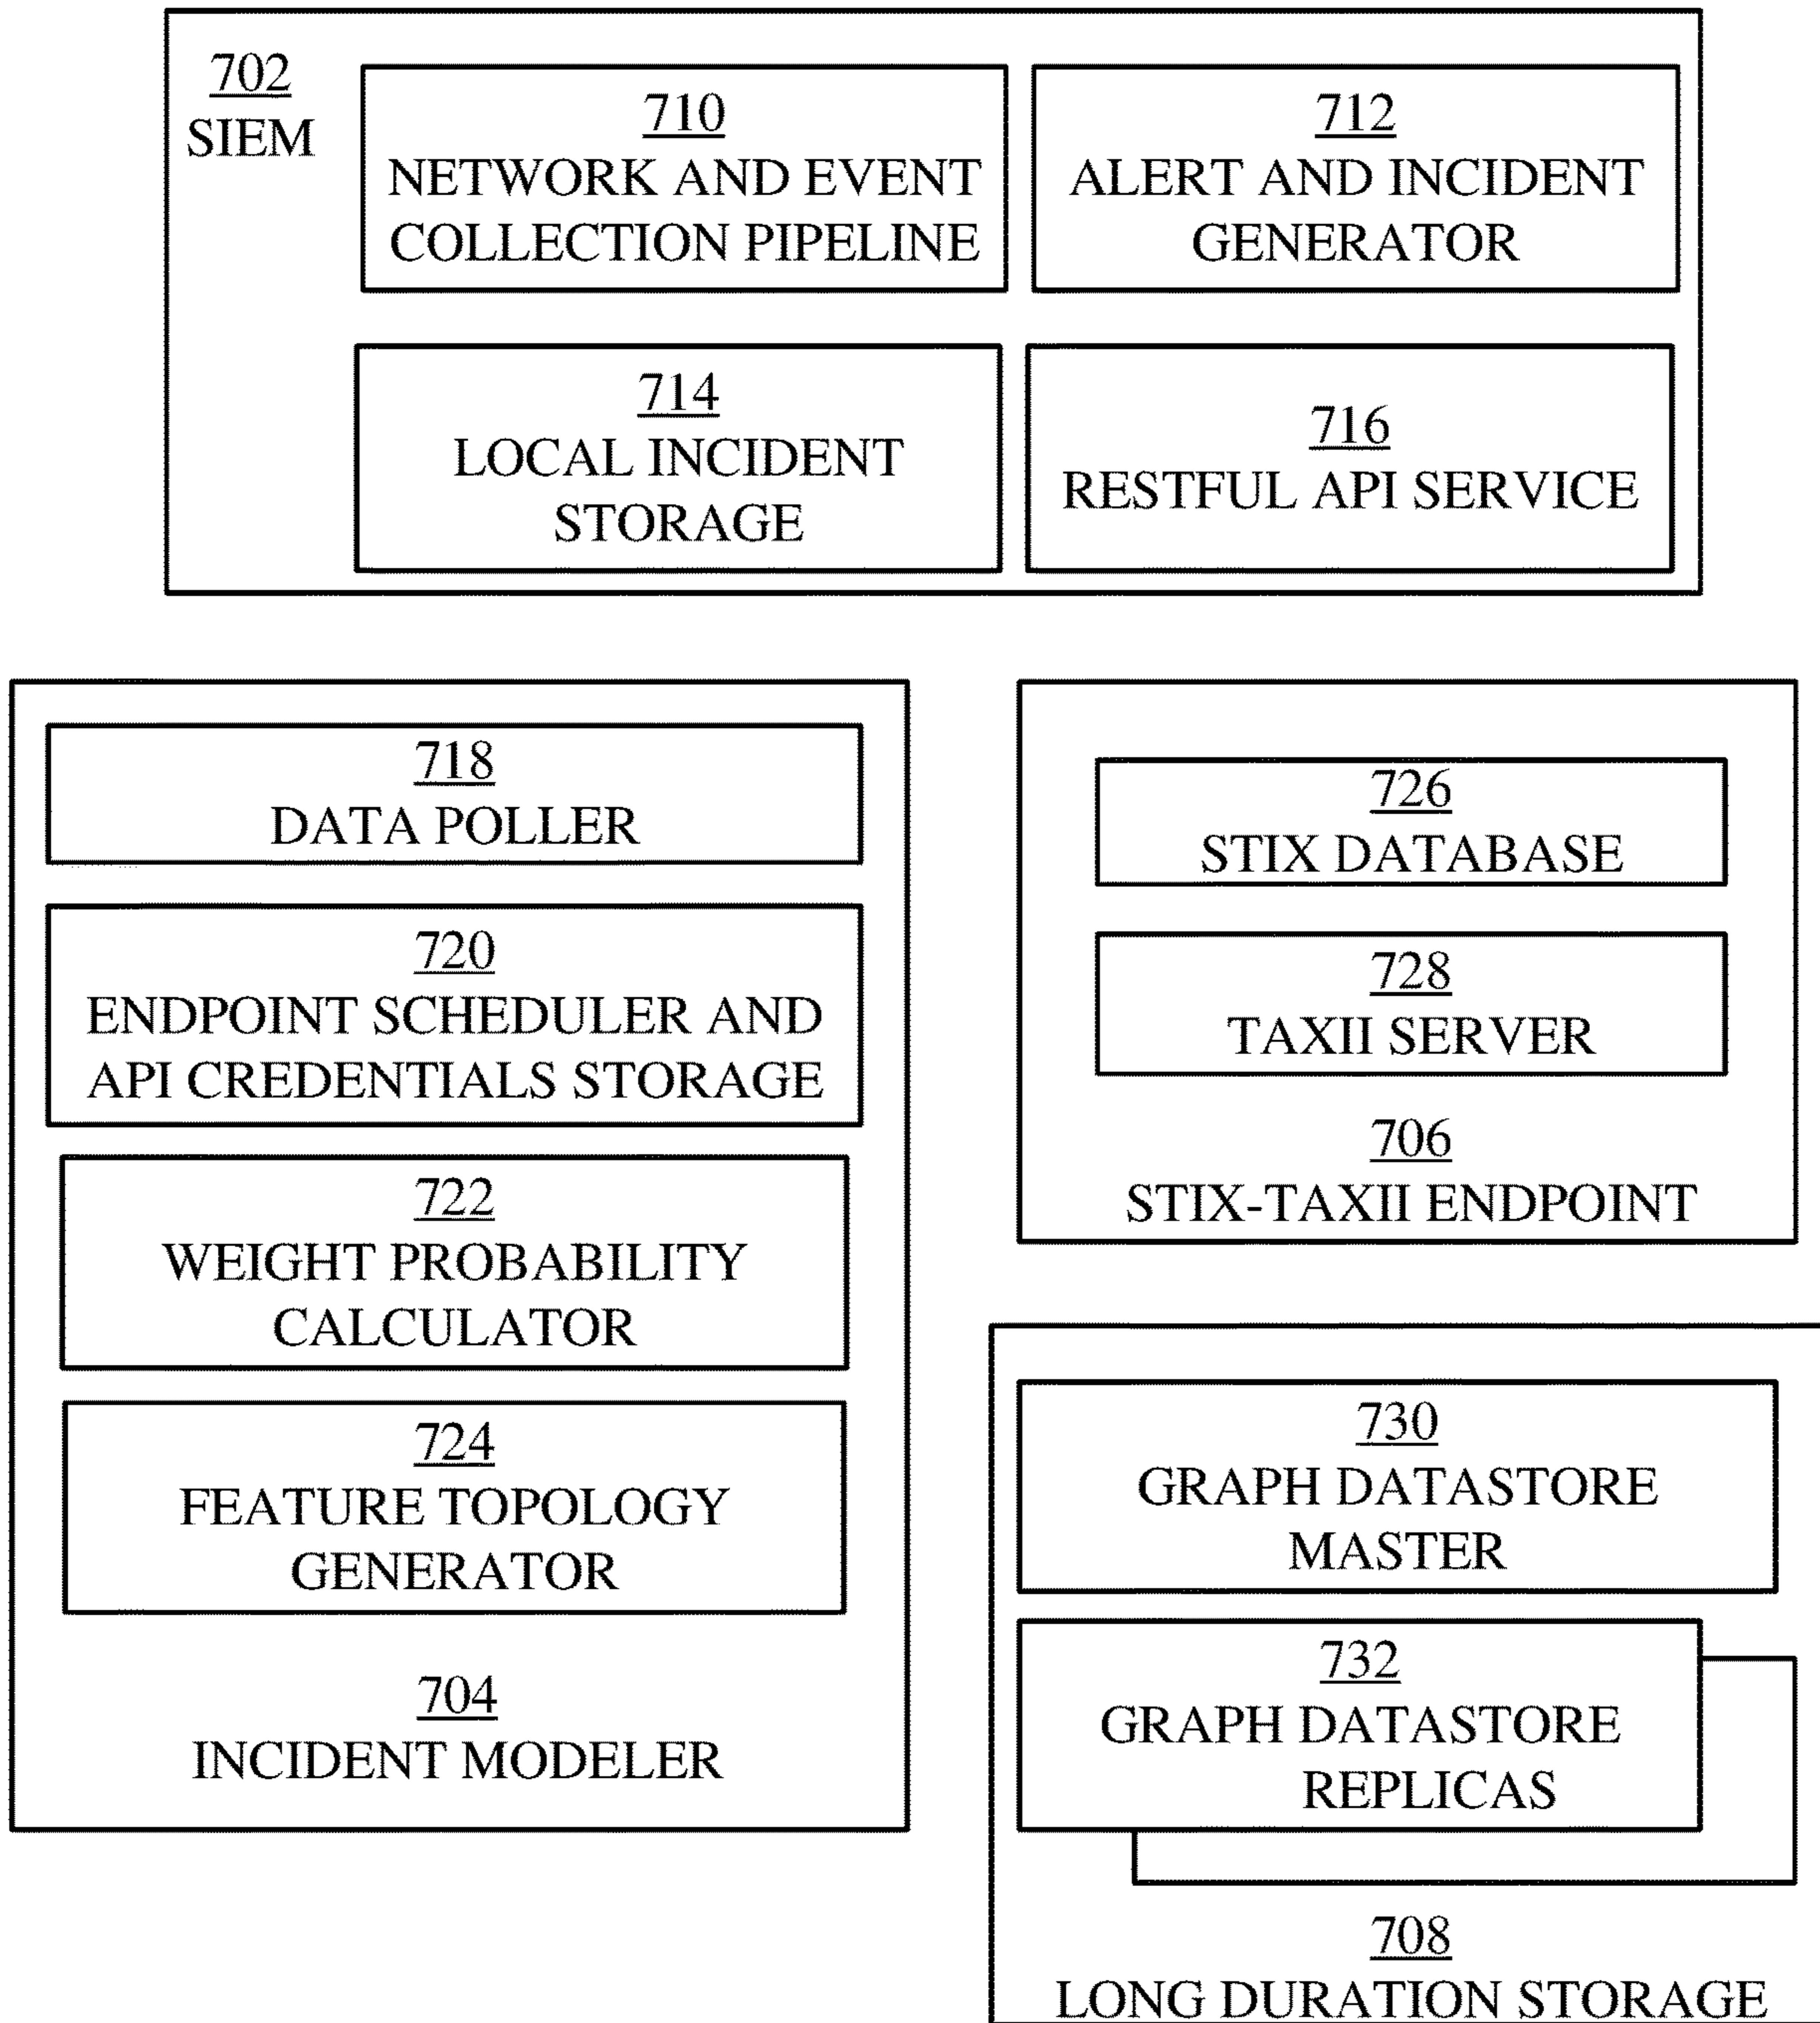 702
SIEM
710
NETWORK AND EVENT
COLLECTION PIPELINE
712
ALERT AND INCIDENT
GENERATOR
714
LOCAL INCIDENT
STORAGE
716
RESTFUL API SERVICE
718
DATA POLLER
720
ENDPOINT SCHEDULER AND
API CREDENTIALS STORAGE
722
WEIGHT PROBABILITY
CALCULATOR
724
FEATURE TOPOLOGY
GENERATOR
704
INCIDENT MODELER
726
STIX DATABASE
728
TAXII SERVER
706
STIX-TAXII ENDPOINT
730
GRAPH DATASTORE
MASTER
732
GRAPH DATASTORE
REPLICAS
708
LONG DURATION STORAGE